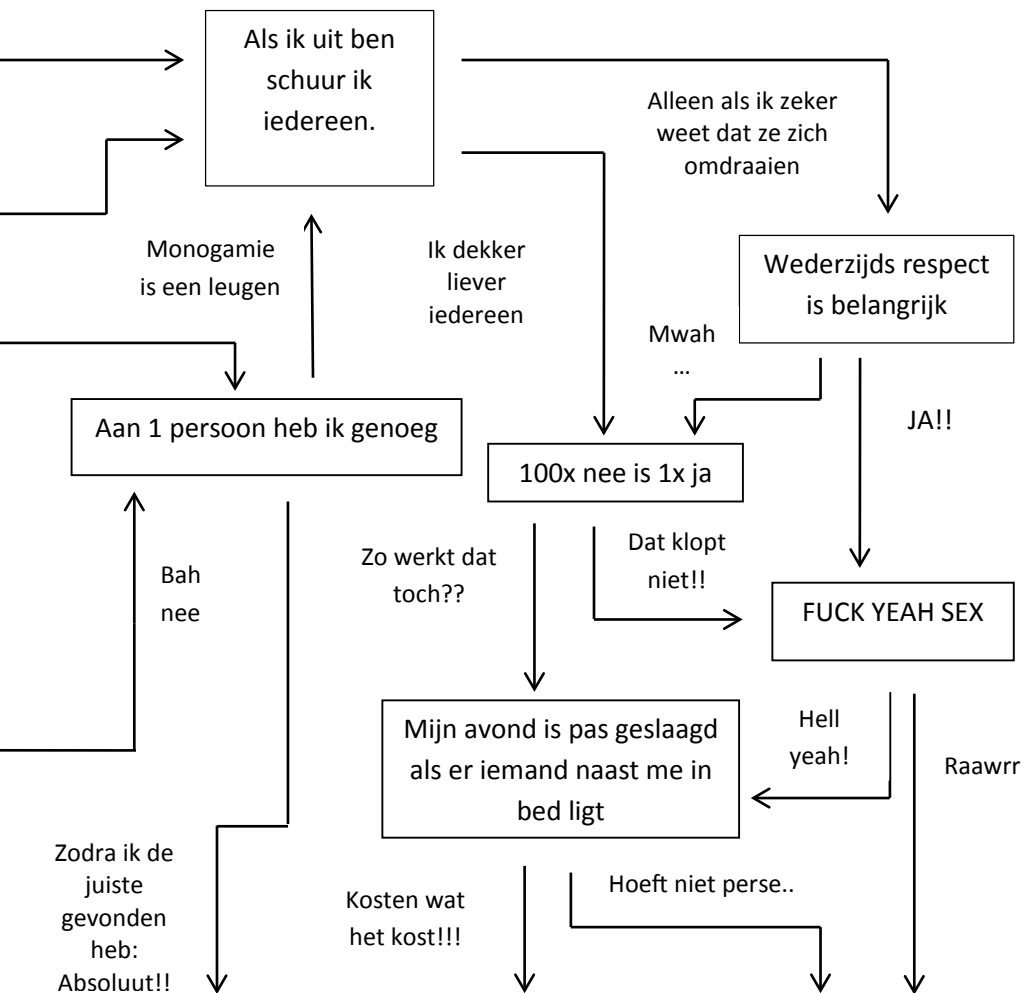 Als ik uit ben
schuur ik
iedereen.
Alleen als ik zeker
weet dat ze zich
omdraaien
Monogamie
is een leugen
Ik dekker
liever
iedereen
Wederzijds respect
is belangrijk
Mwah
...
Aan 1 persoon heb ik genoeg
JA!!
100x nee is 1x ja
Zo werkt dat
toch??
Dat klopt
niet!!
Bah
nee
FUCK YEAH SEX
Mijn avond is pas geslaagd
als er iemand naast me in
bed ligt
Hell
yeah!
Raawrr
Zodra ik de
juiste
gevonden
heb:
Absoluut!!
Kosten wat
het kost!!!
Hoeft niet perse..